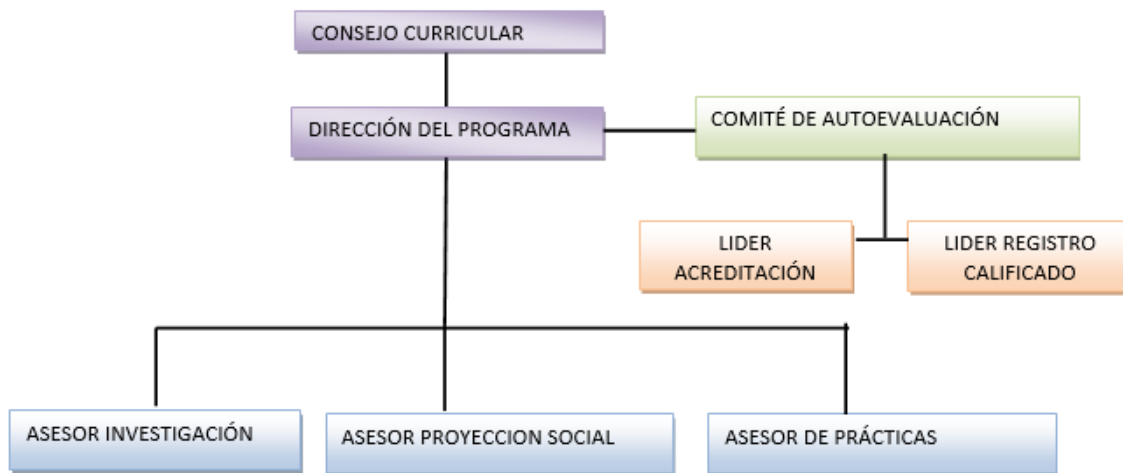 CONSEJO CURRICULAR
DIRECCIÓN DEL PROGRAMA
COMITÉ DE AUTOEVALUACIÓN
LIDER
ACREDITACIÓN
LIDER REGISTRO
CALIFICADO
ASESOR INVESTIGACIÓN
ASESOR PROYECCION SOCIAL
ASESOR DE PRÁCTICAS